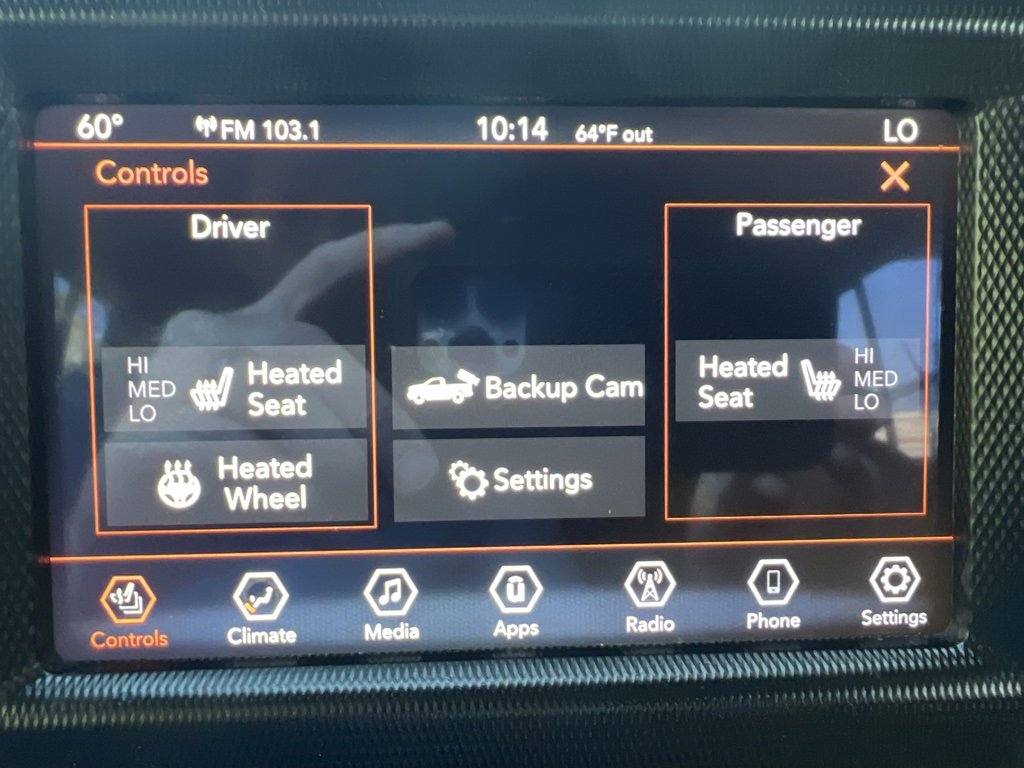 60° FM 103.1 10:14 64°F out LO
Controls
Driver
Passenger
HI
MED
LO
Heated
Seat
Backup Cam
Heated
Seat
HI
MED
LO
Heated
Wheel
Settings
Controls Climate Media Apps Radio Phone Settings